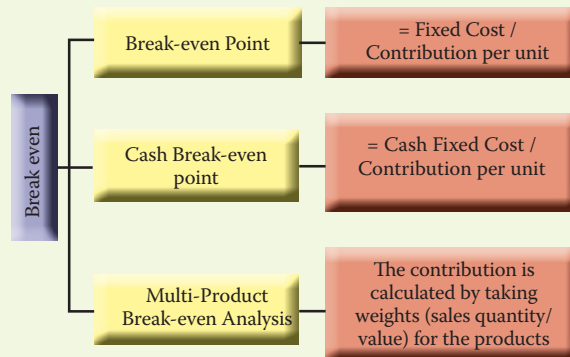 Break even
Break-even Point
= Fixed Cost /
Contribution per unit
Cash Break-even
point
= Cash Fixed Cost /
Contribution per unit
Multi-Product
Break-even Analysis
The contribution is
calculated by taking
weights (sales quantity/
value) for the products